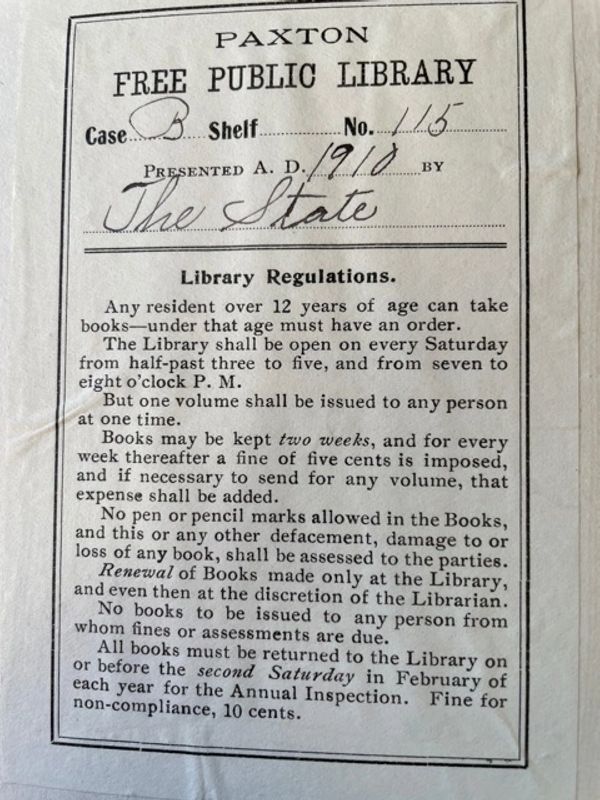 PAXTON
FREE PUBLIC LIBRARY
Case B Shelf No. 115
PRESENTED A. D. 1910 BY
The State
Library Regulations.
Any resident over 12 years of age can take
books—under that age must have an order.
The Library shall be open on every Saturday
from half-past three to five, and from seven to
eight o'clock P. M.
But one volume shall be issued to any person
at one time.
Books may be kept two weeks, and for every
week thereafter a fine of five cents is imposed,
and if necessary to send for any volume, that
expense shall be added.
No pen or pencil marks allowed in the Books,
and this or any other defacement, damage to or
loss of any book, shall be assessed to the parties.
Renewal of Books made only at the Library,
and even then at the discretion of the Librarian.
No books to be issued to any person from
whom fines or assessments are due.
All books must be returned to the Library on
or before the second Saturday in February of
each year for the Annual Inspection. Fine for
non-compliance, 10 cents.